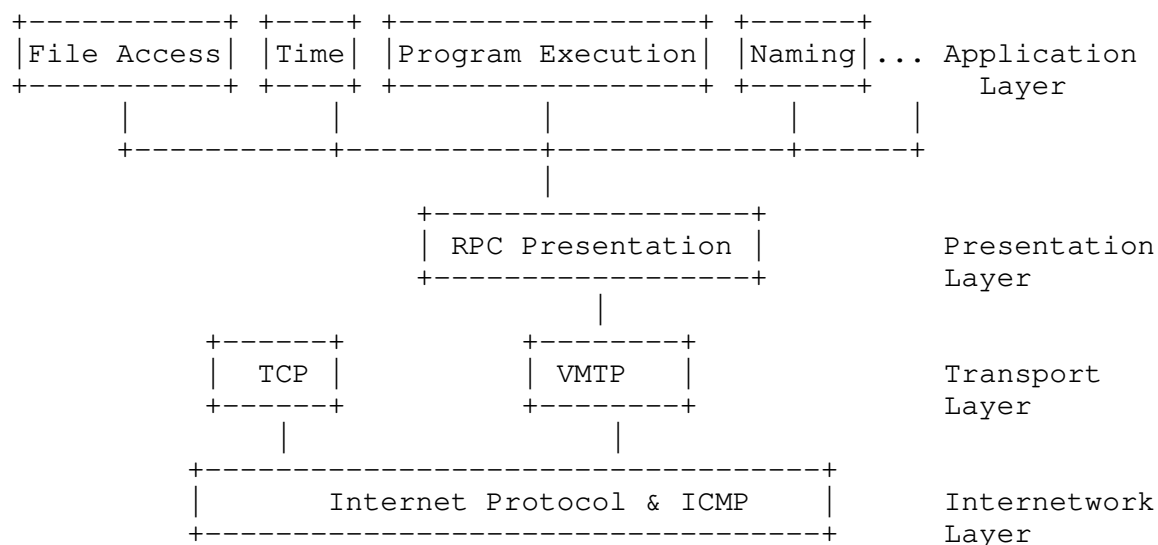 File Access Time Program Execution Naming ... Application
Layer
RPC Presentation Presentation
Layer
TCP VMTP Transport
Layer
Internet Protocol & ICMP Internetwork
Layer